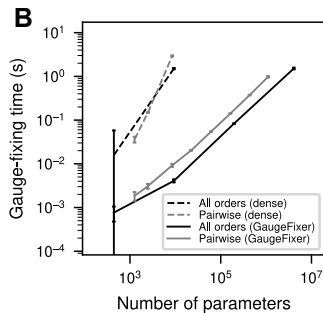 B
Gauge-fixing time (s)
10¹
10⁰
10⁻¹
10⁻²
10⁻³
10⁻⁴
All orders (dense)
Pairwise (dense)
All orders (GaugeFixer)
Pairwise (GaugeFixer)
10³
10⁵
10⁷
Number of parameters